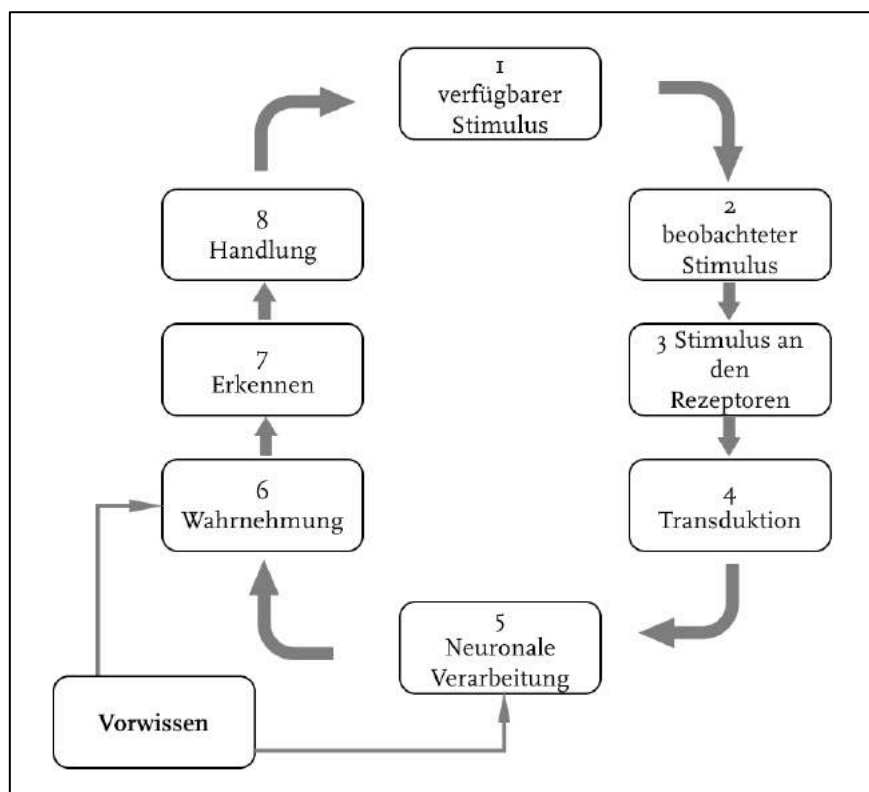 1
verfügbarer
Stimulus
2
beobachteter
Stimulus
3 Stimulus an
den
Rezeptoren
4
Transduktion
5
Neuronale
Verarbeitung
6
Wahrnehmung
7
Erkennen
8
Handlung
Vorwissen